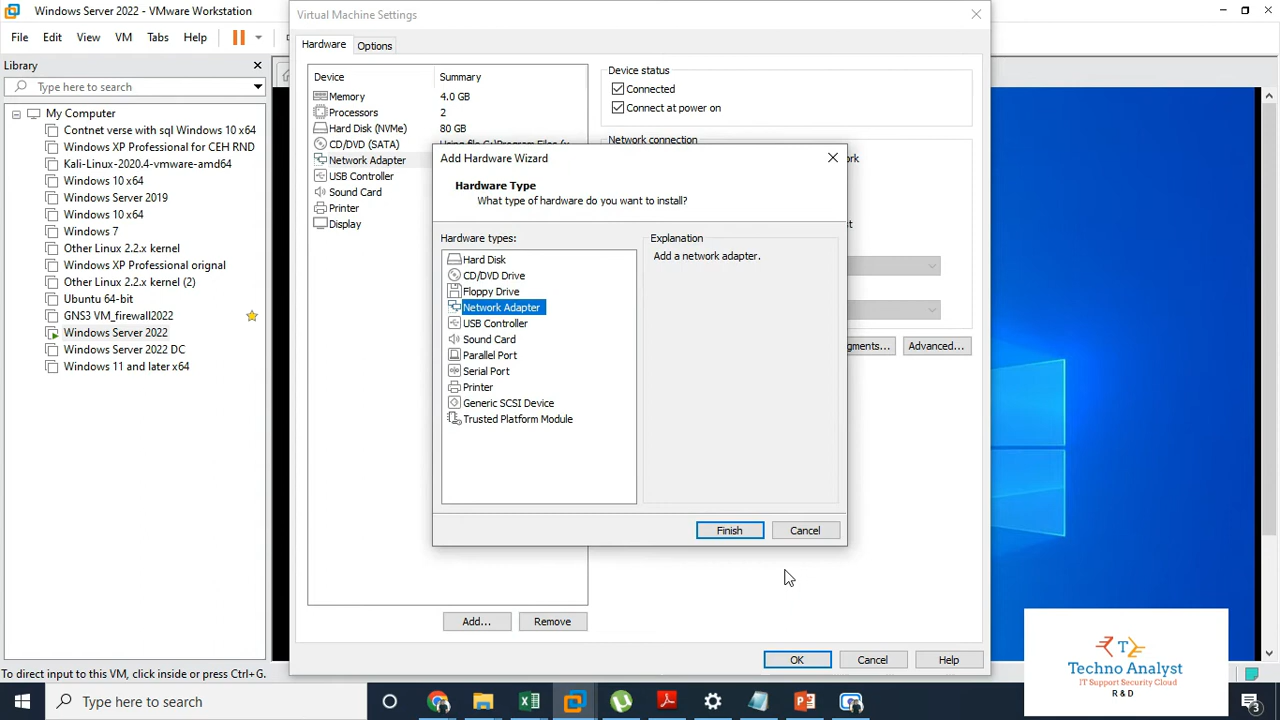 Windows Server 2022 - VMware Workstation
File Edit View VM Tabs Help
Library
Type here to search
My Computer
Contnet verse with sql Windows 10 x64
Windows XP Professional for CEH RND
Kali-Linux-2020.4-vmware-amd64
Windows 10 x64
Windows Server 2019
Windows 10 x64
Windows 7
Other Linux 2.2.x kernel
Windows XP Professional orignal
Other Linux 2.2.x kernel (2)
Ubuntu 64-bit
GNS3 VM_firewall2022
Windows Server 2022
Windows Server 2022 DC
Windows 11 and later x64
Virtual Machine Settings
Hardware Options
Device Summary
Memory 4.0 GB
Processors 2
Hard Disk (NVMe) 80 GB
CD/DVD (SATA) Using file C:\Program Files (x
Network Adapter
USB Controller
Sound Card
Printer
Display
Device status
Connected
Connect at power on
Network connection
Advanced...
Add Hardware Wizard
Hardware Type
What type of hardware do you want to install?
Hardware types:
Hard Disk
CD/DVD Drive
Floppy Drive
Network Adapter
USB Controller
Sound Card
Parallel Port
Serial Port
Printer
Generic SCSI Device
Trusted Platform Module
Explanation
Add a network adapter.
Finish Cancel
Add... Remove
OK Cancel Help
To direct input to this VM, click inside or press Ctrl+G.
Type here to search
3
Techno Analyst
IT Support Security Cloud
R & D